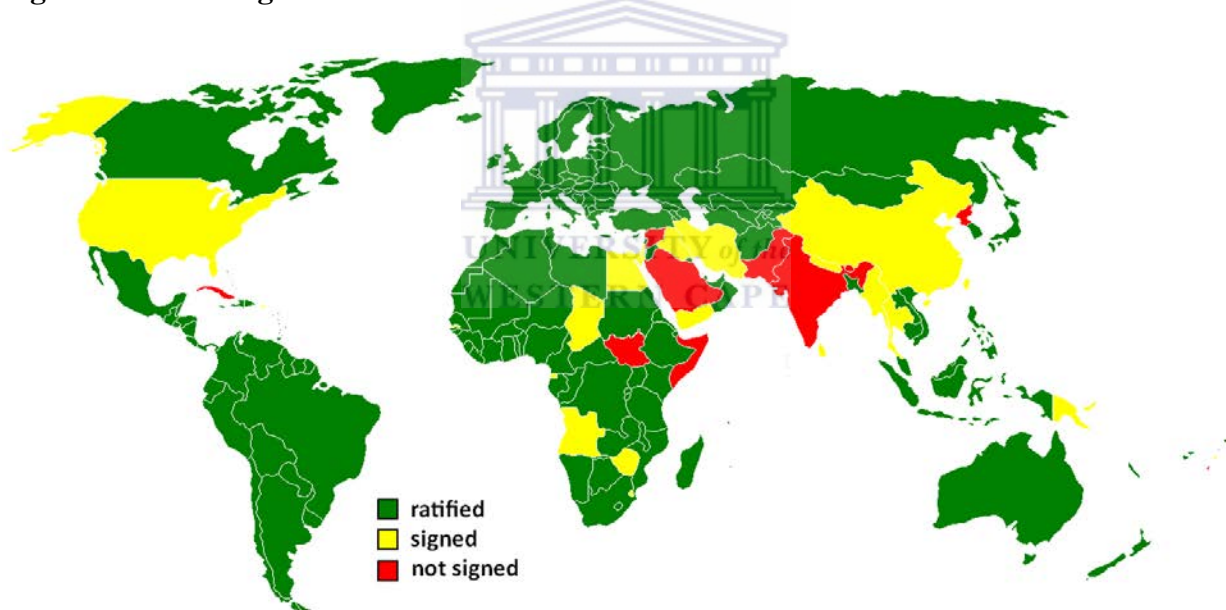 UNIVERSITY of the
WESTERN CAPE
ratified
signed
not signed